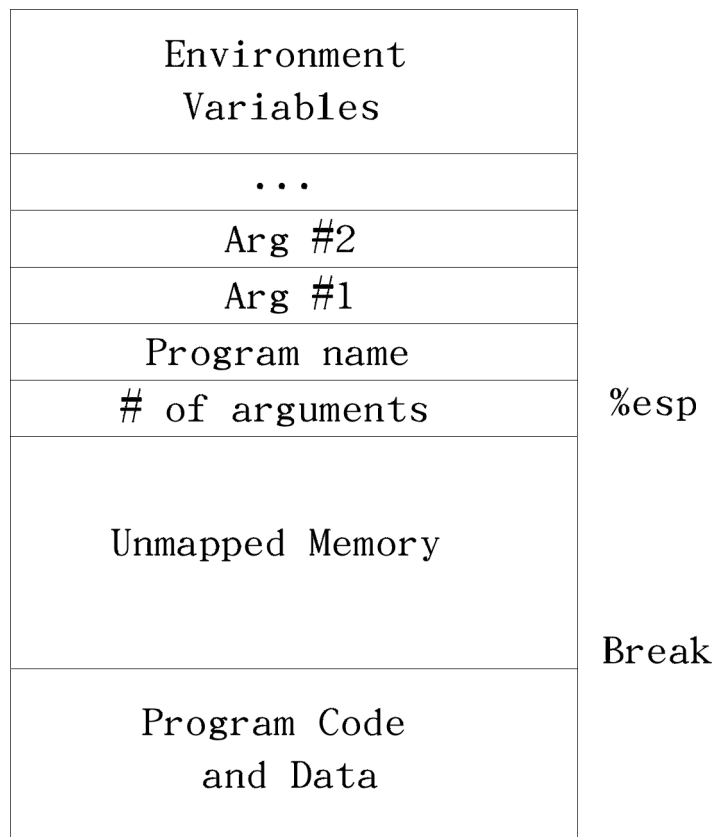 Environment
Variables
...
Arg #2
Arg #1
Program name
# of arguments
%esp
Unmapped Memory
Break
Program Code
and Data